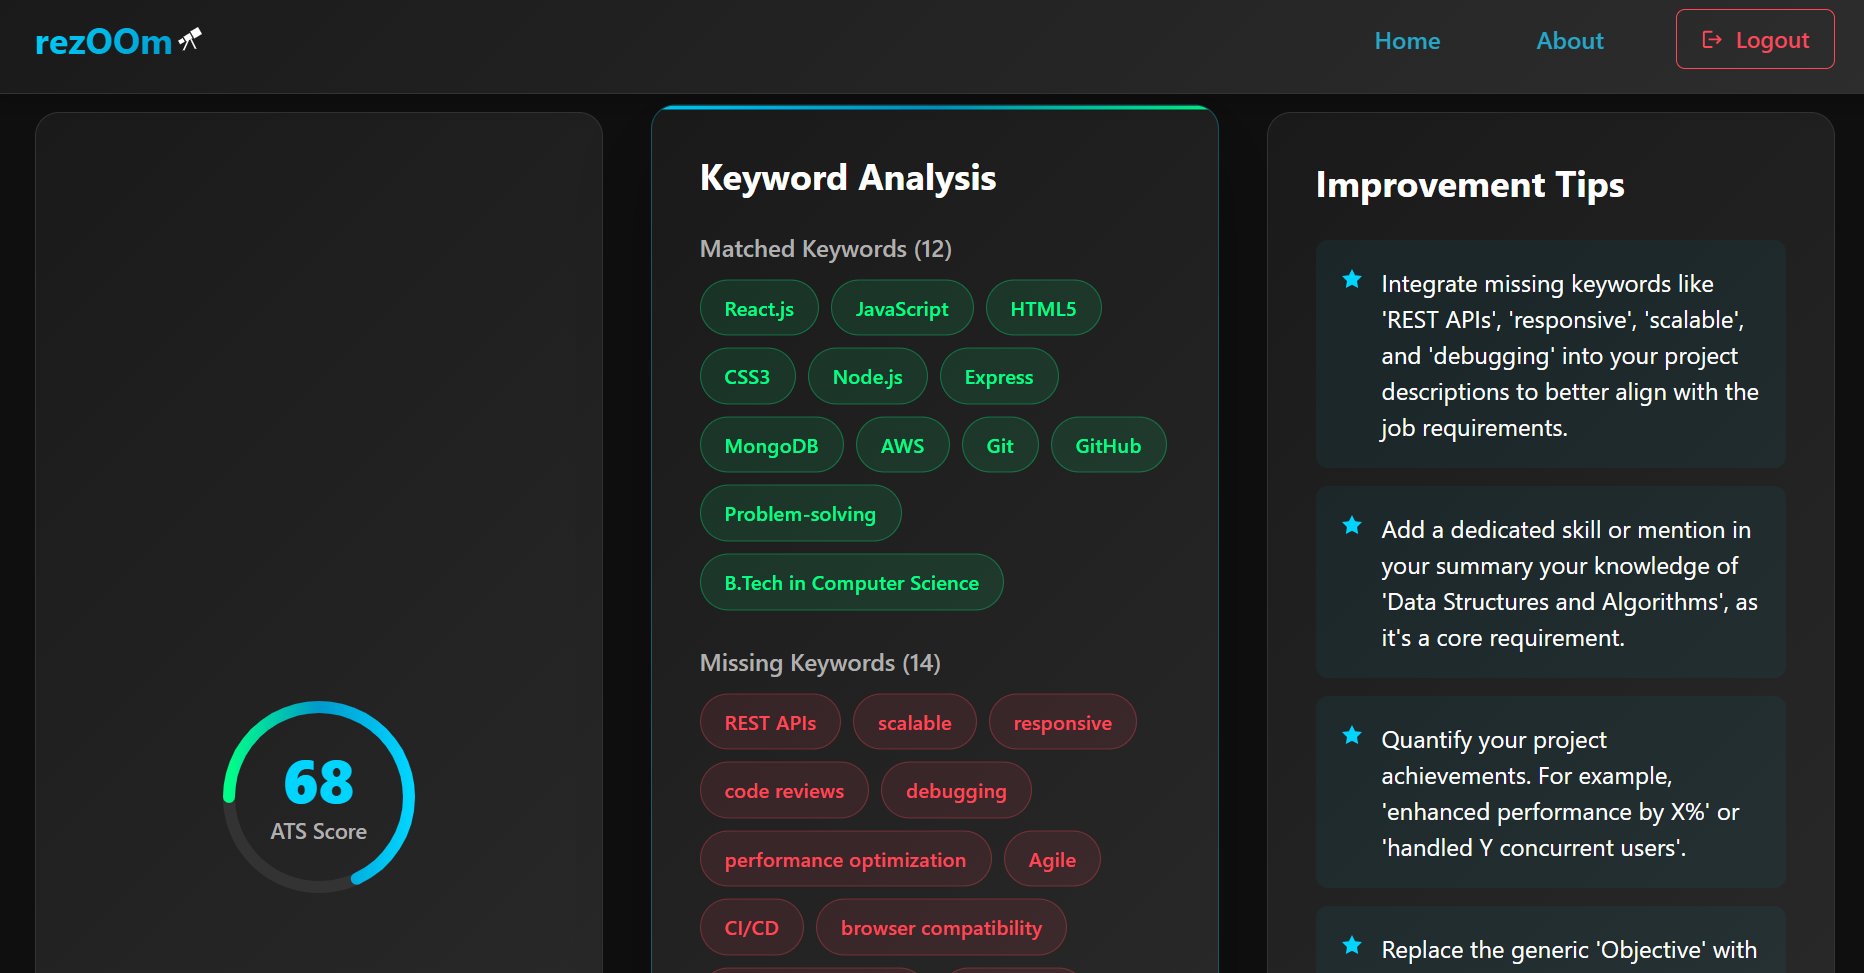 rezOOm
Home
About
Logout
68
ATS Score
Keyword Analysis
Matched Keywords (12)
React.js
JavaScript
HTML5
CSS3
Node.js
Express
MongoDB
AWS
Git
GitHub
Problem-solving
B.Tech in Computer Science
Missing Keywords (14)
REST APIs
scalable
responsive
code reviews
debugging
performance optimization
Agile
CI/CD
browser compatibility
Improvement Tips
Integrate missing keywords like
'REST APIs', 'responsive', 'scalable',
and 'debugging' into your project
descriptions to better align with the
job requirements.
Add a dedicated skill or mention in
your summary your knowledge of
'Data Structures and Algorithms', as
it's a core requirement.
Quantify your project
achievements. For example,
'enhanced performance by X%' or
'handled Y concurrent users'.
Replace the generic 'Objective' with